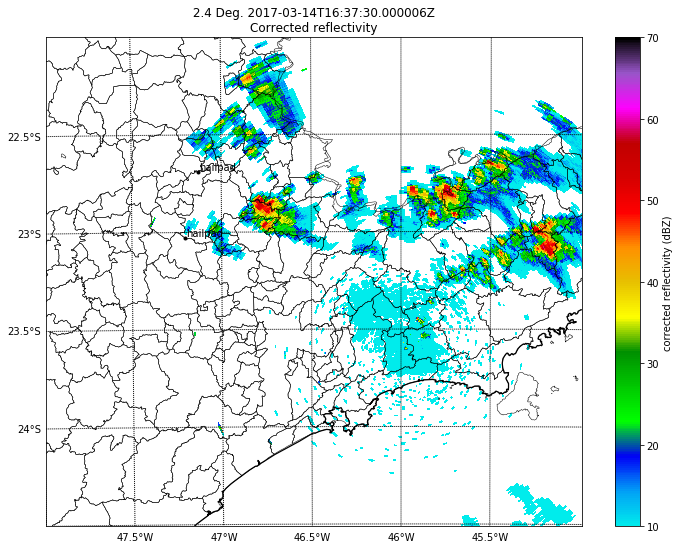 2.4 Deg. 2017-03-14T16:37:30.000006Z
Corrected reflectivity
22.5°S
23°S
23.5°S
24°S
47.5°W
47°W
46.5°W
46°W
45.5°W
hailpad
hailpad
70
60
50
40
30
20
10
corrected reflectivity (dBZ)